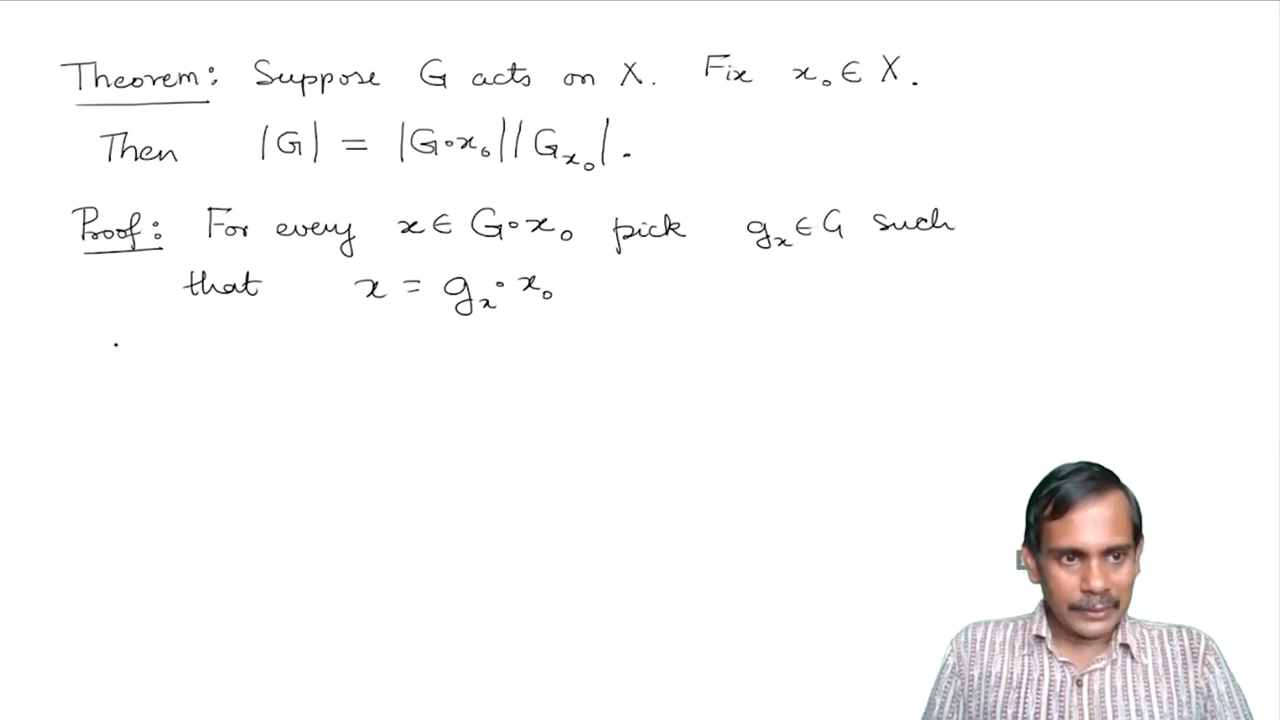 Theorem: Suppose G acts on X. Fix x₀ ∈ X.
Then |G| = |G·x₀||G_{x₀}|.
Proof: For every x ∈ G·x₀ pick g_x ∈ G such
that x = g_x · x₀